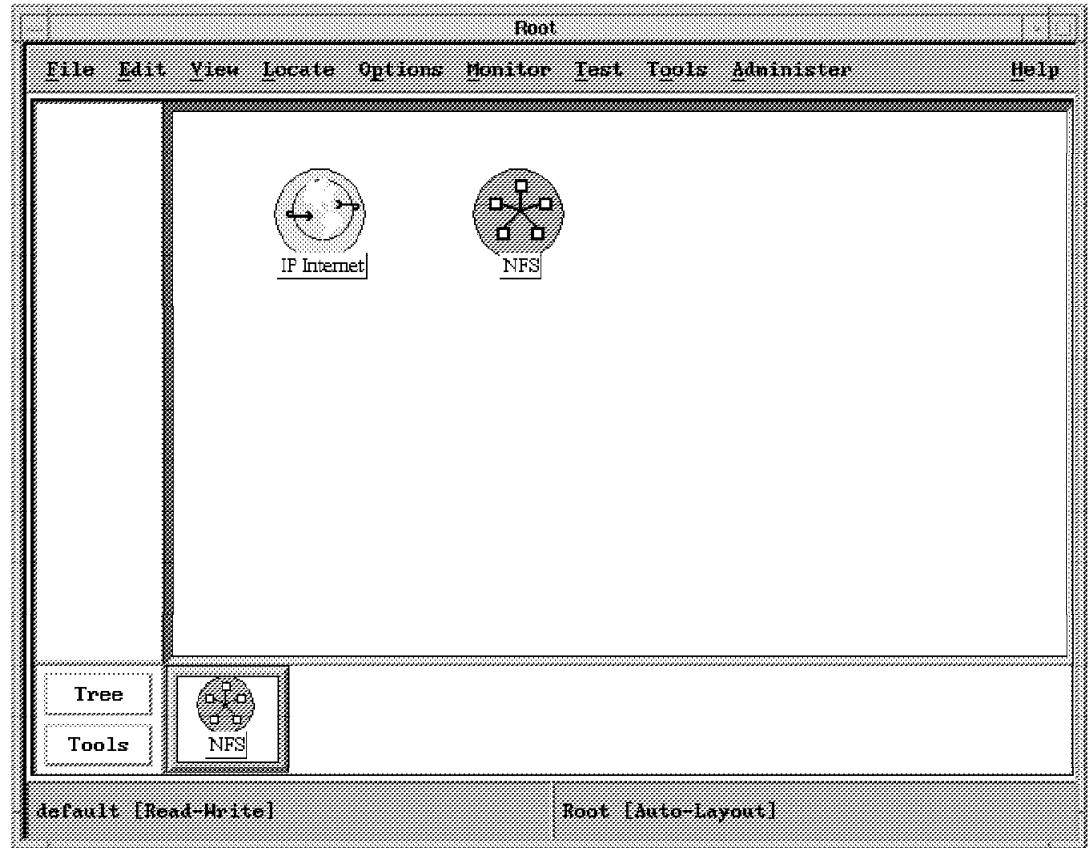 Root
File Edit View Locate Options Monitor Test Tools Administer Help
IP Internet
NFS
Tree
Tools
NFS
default [Read-Write]
Root [Auto-Layout]